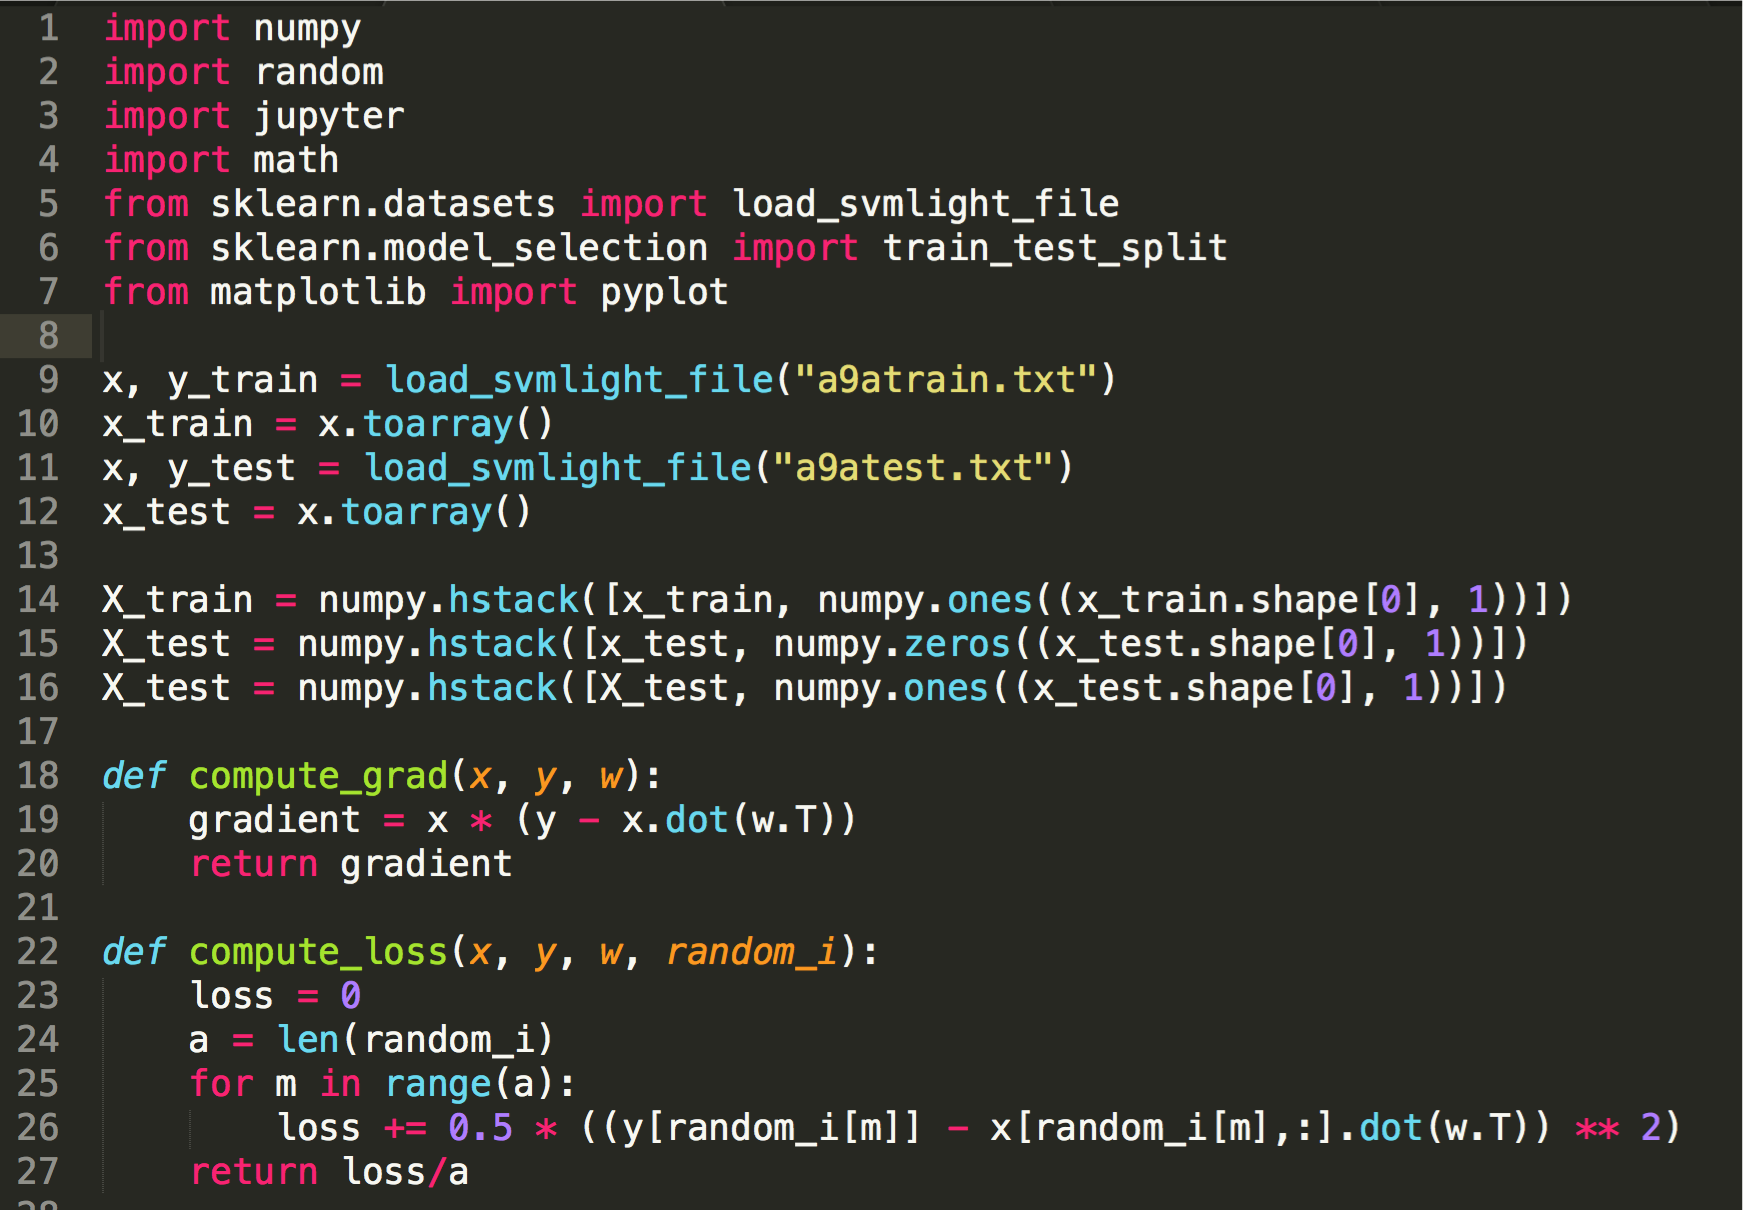 1 import numpy
2 import random
3 import jupyter
4 import math
5 from sklearn.datasets import load_svmlight_file
6 from sklearn.model_selection import train_test_split
7 from matplotlib import pyplot
8
9 x, y_train = load_svmlight_file("a9atrain.txt")
10 x_train = x.toarray()
11 x, y_test = load_svmlight_file("a9atest.txt")
12 x_test = x.toarray()
13
14 X_train = numpy.hstack([x_train, numpy.ones((x_train.shape[0], 1))])
15 X_test = numpy.hstack([x_test, numpy.zeros((x_test.shape[0], 1))])
16 X_test = numpy.hstack([X_test, numpy.ones((x_test.shape[0], 1))])
17
18 def compute_grad(x, y, w):
19     gradient = x * (y - x.dot(w.T))
20     return gradient
21
22 def compute_loss(x, y, w, random_i):
23     loss = 0
24     a = len(random_i)
25     for m in range(a):
26         loss += 0.5 * ((y[random_i[m]] - x[random_i[m],:].dot(w.T)) ** 2)
27     return loss/a
28